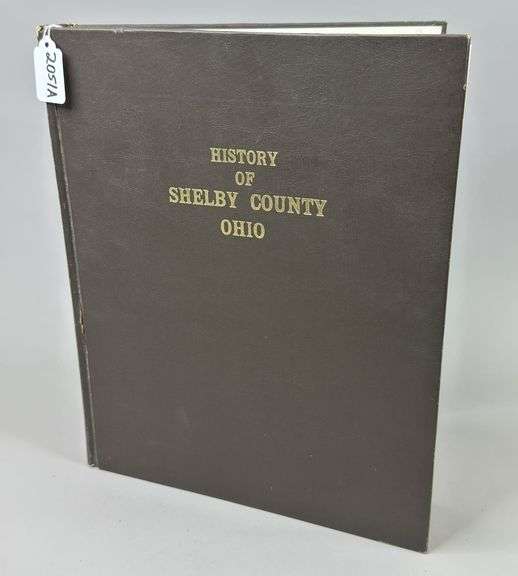 2051A
HISTORY
OF
SHELBY COUNTY
OHIO